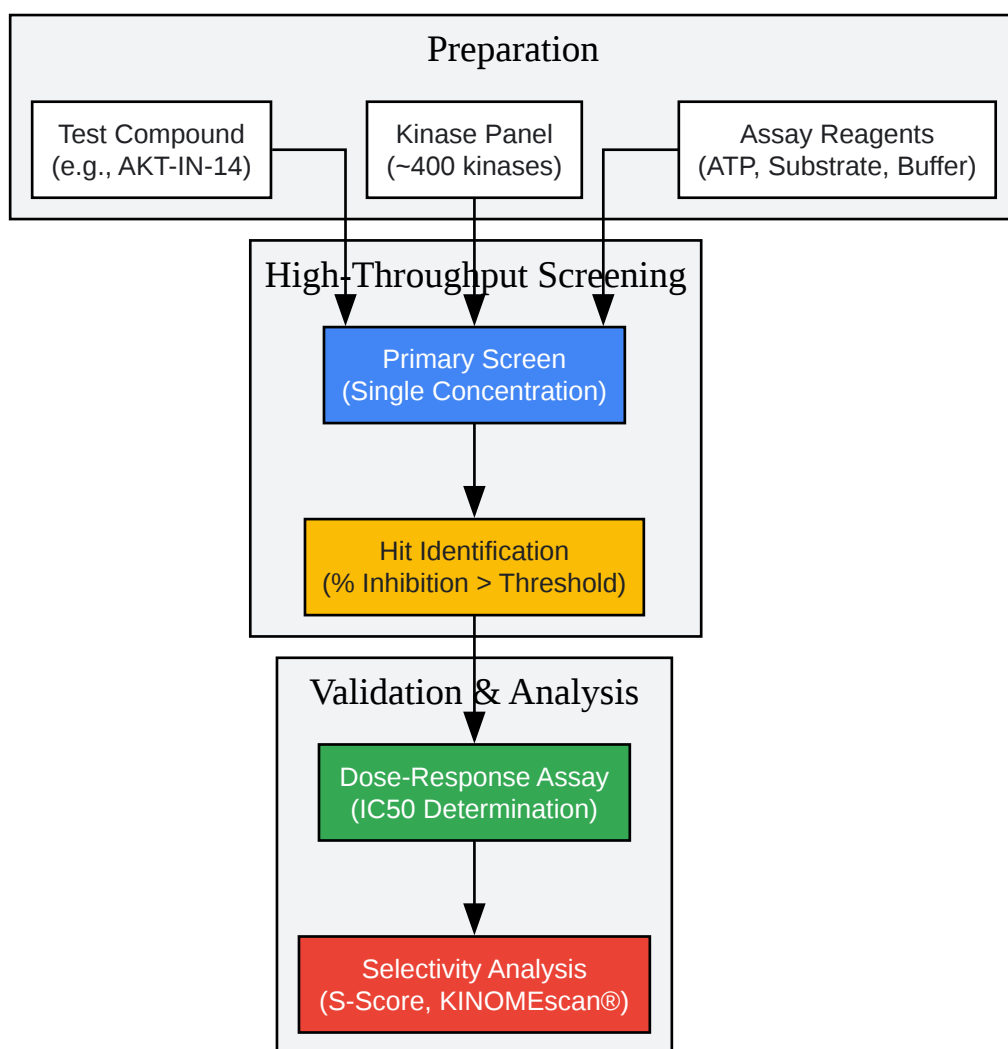 Preparation
Test Compound
(e.g., AKT-IN-14)
Kinase Panel
(~400 kinases)
Assay Reagents
(ATP, Substrate, Buffer)
High-Throughput Screening
Primary Screen
(Single Concentration)
Hit Identification
(% Inhibition > Threshold)
Validation & Analysis
Dose-Response Assay
(IC50 Determination)
Selectivity Analysis
(S-Score, KINOMEscan®)